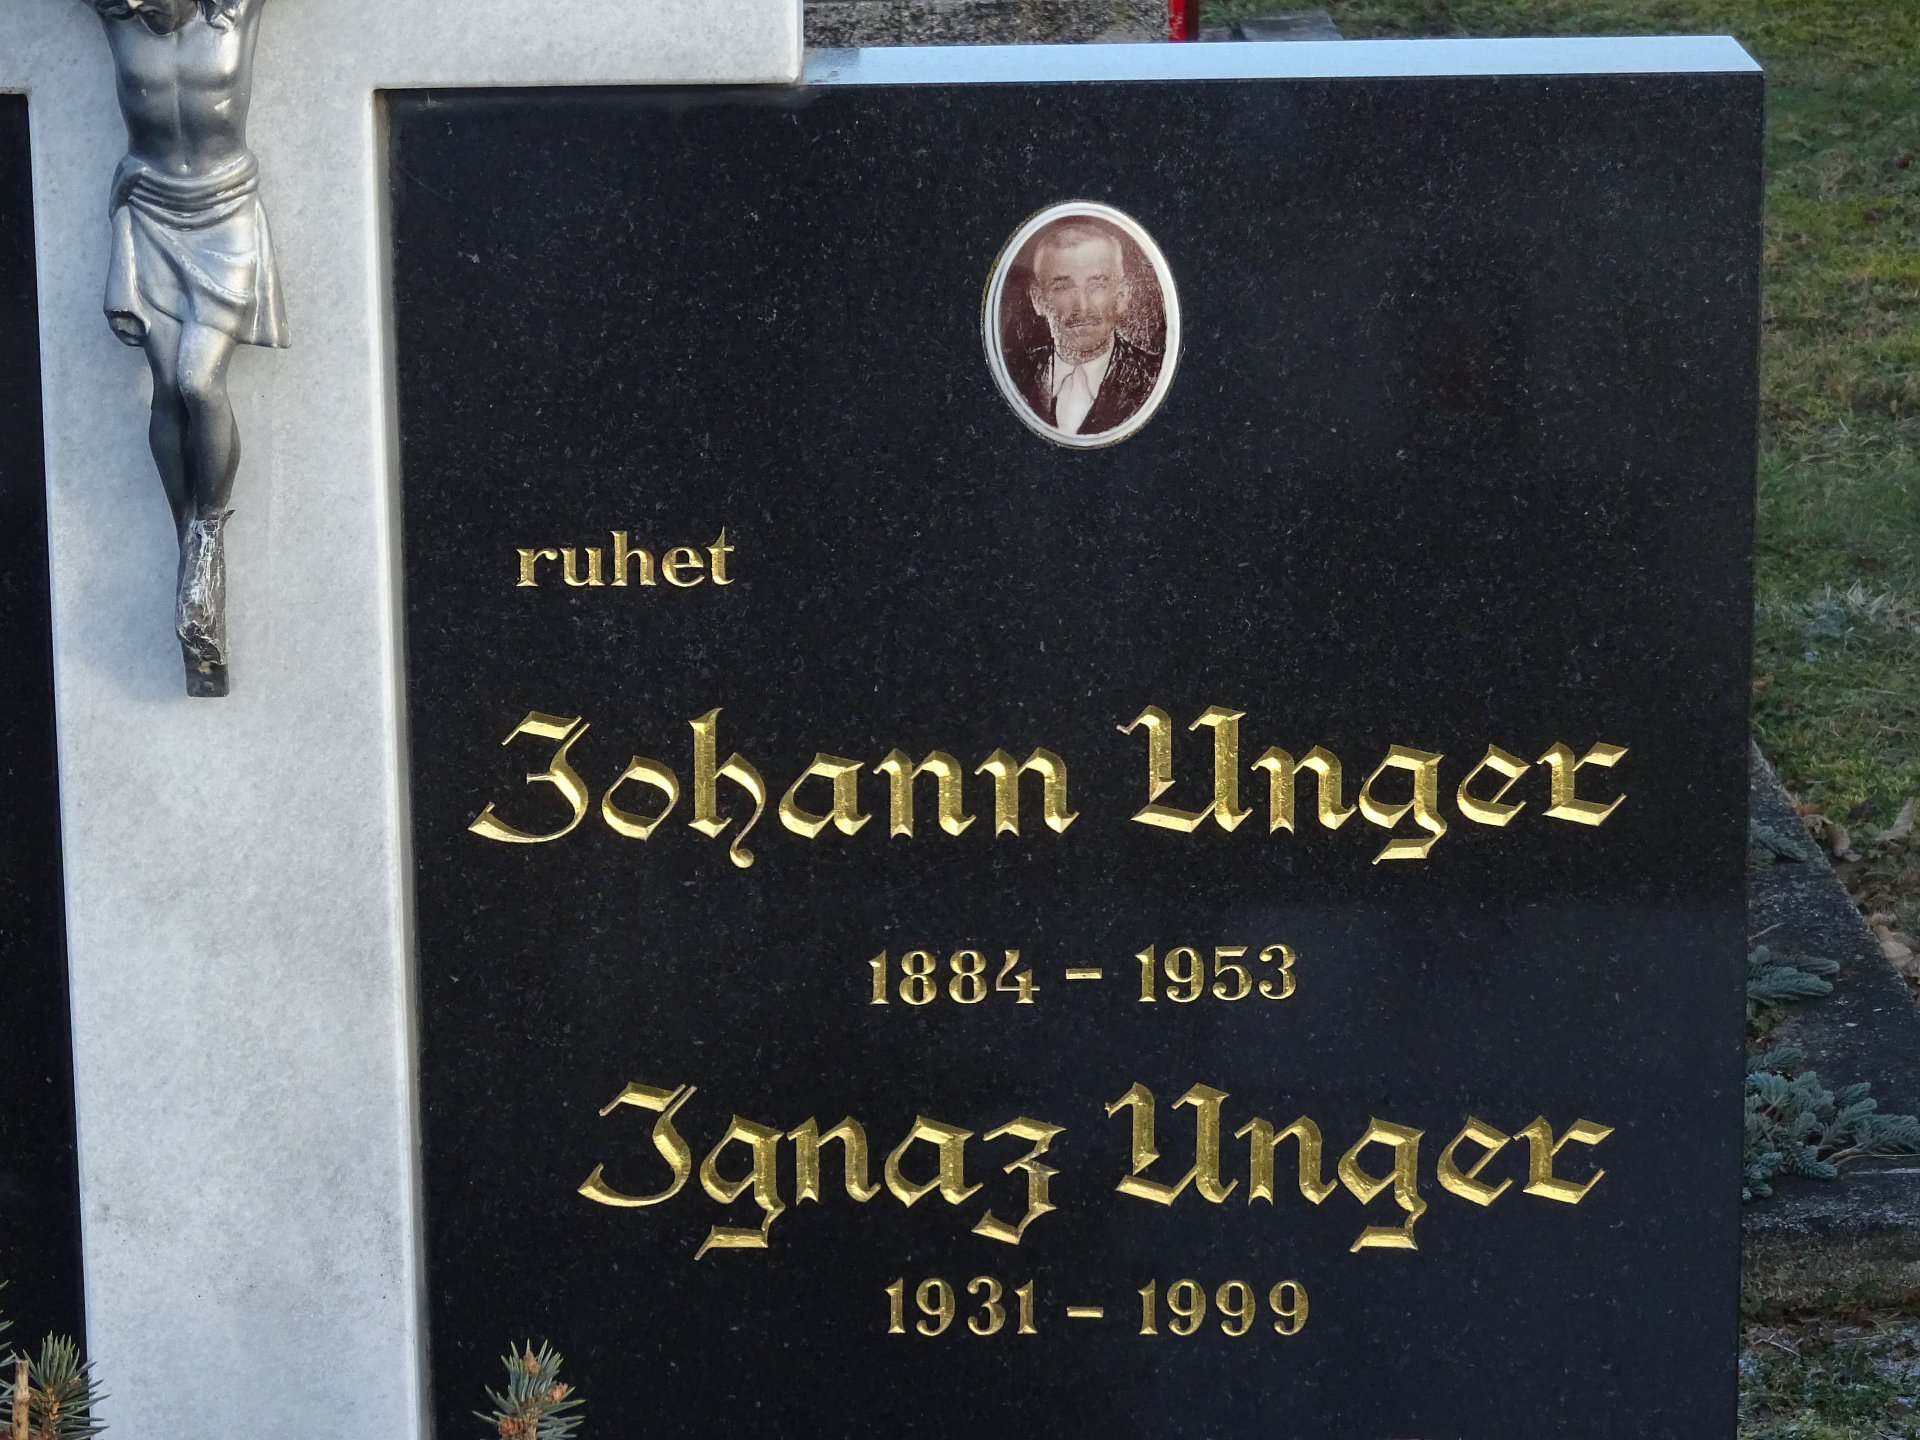 ruhet
Johann Unger
1884 - 1953
Ignaz Unger
1931 - 1999